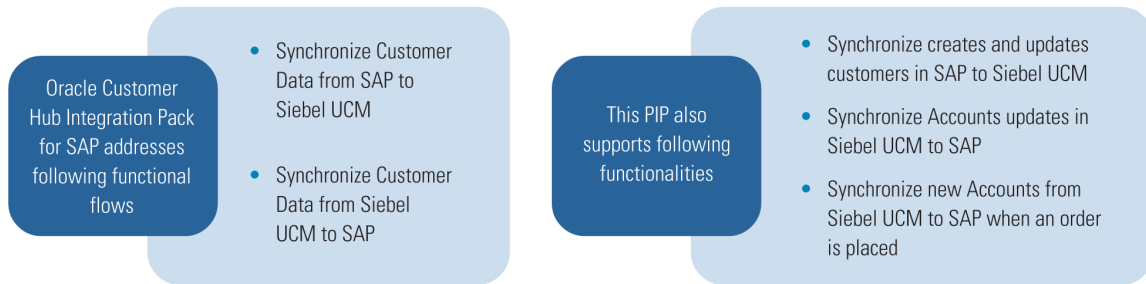 Oracle Customer
Hub Integration Pack
for SAP addresses
following functional
flows
• Synchronize Customer
Data from SAP to
Siebel UCM
• Synchronize Customer
Data from Siebel
UCM to SAP
This PIP also
supports following
functionalities
• Synchronize creates and updates
customers in SAP to Siebel UCM
• Synchronize Accounts updates in
Siebel UCM to SAP
• Synchronize new Accounts from
Siebel UCM to SAP when an order
is placed